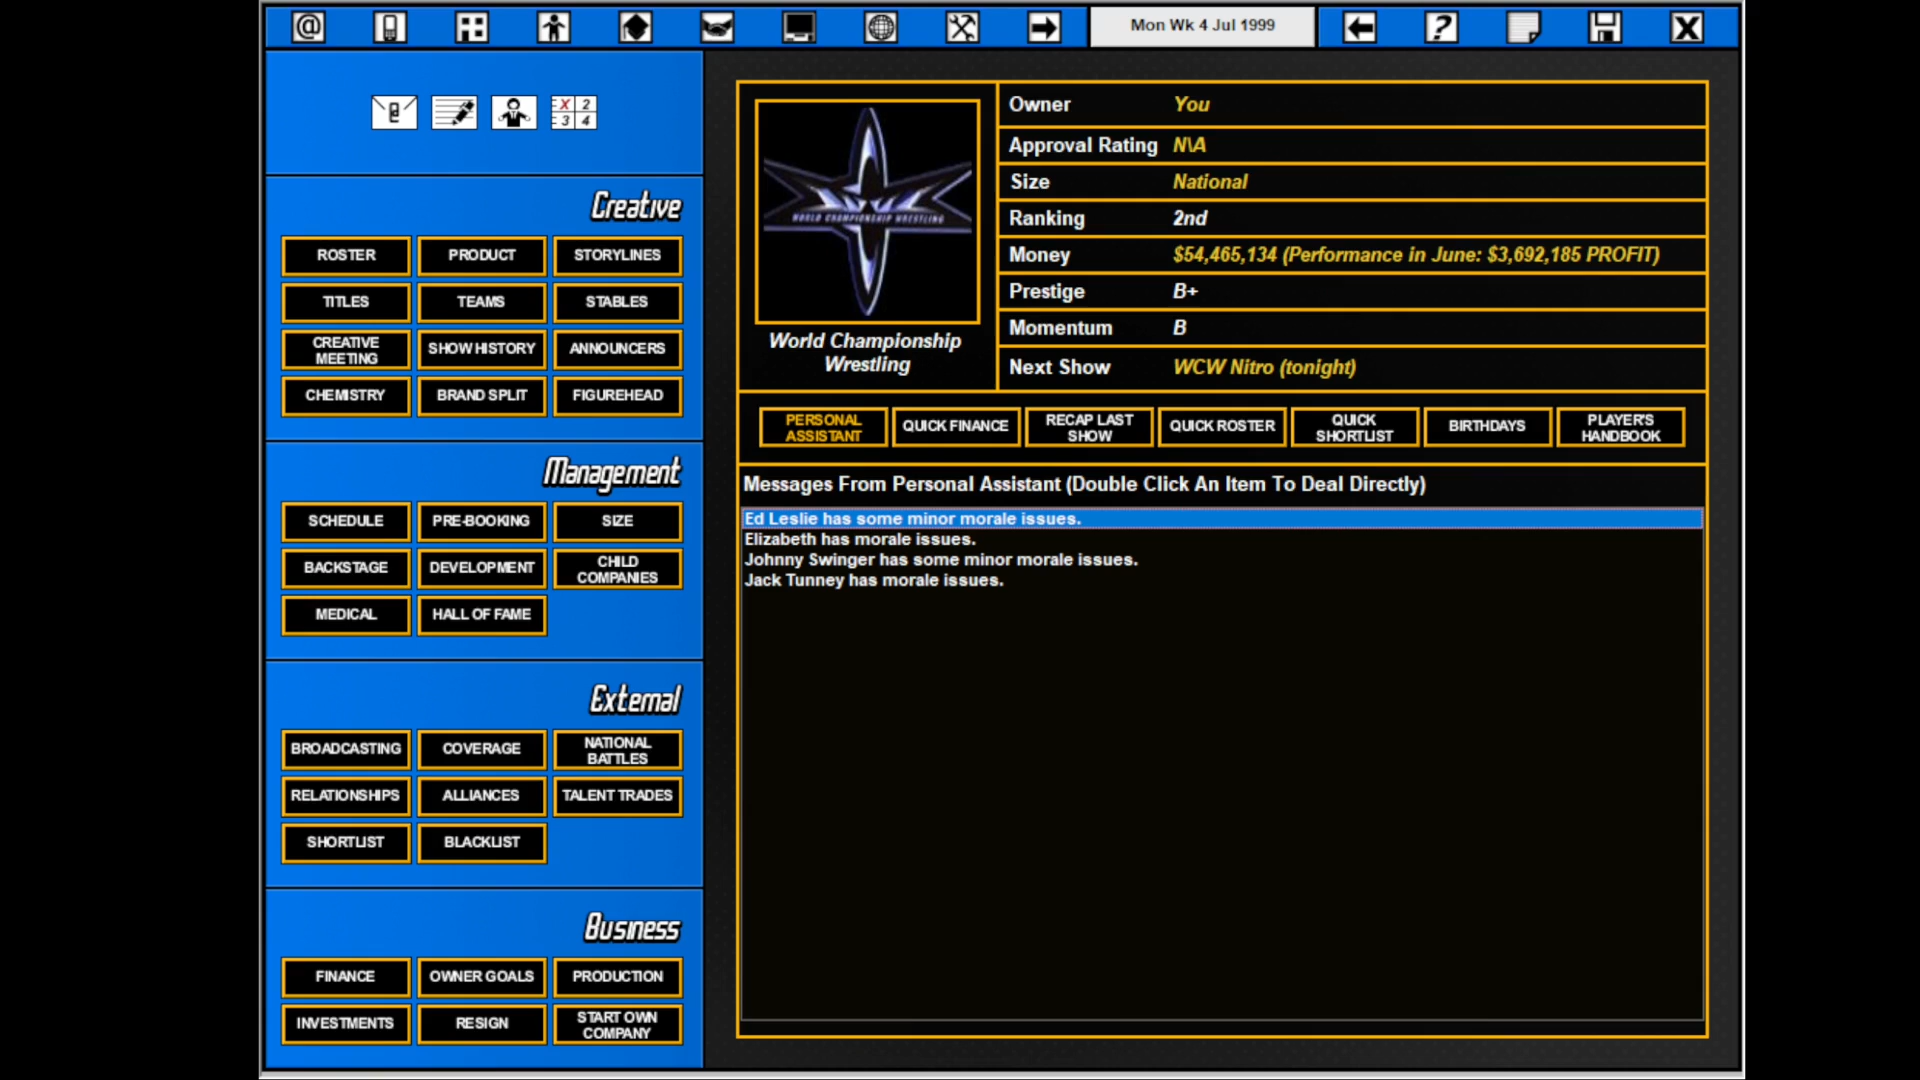 Mon Wk 4 Jul 1999
Creative
ROSTER
PRODUCT
STORYLINES
TITLES
TEAMS
STABLES
CREATIVE
MEETING
SHOW HISTORY
ANNOUNCERS
CHEMISTRY
BRAND SPLIT
FIGUREHEAD
Management
SCHEDULE
PRE-BOOKING
SIZE
BACKSTAGE
DEVELOPMENT
CHILD
COMPANIES
MEDICAL
HALL OF FAME
External
BROADCASTING
COVERAGE
NATIONAL
BATTLES
RELATIONSHIPS
ALLIANCES
TALENT TRADES
SHORTLIST
BLACKLIST
Business
FINANCE
OWNER GOALS
PRODUCTION
INVESTMENTS
RESIGN
START OWN
COMPANY
WORLD CHAMPIONSHIP WRESTLING
World Championship
Wrestling
Owner You
Approval Rating N\A
Size National
Ranking 2nd
Money $54,465,134 (Performance in June: $3,692,185 PROFIT)
Prestige B+
Momentum B
Next Show WCW Nitro (tonight)
PERSONAL
ASSISTANT
QUICK FINANCE
RECAP LAST
SHOW
QUICK ROSTER
QUICK
SHORTLIST
BIRTHDAYS
PLAYER'S
HANDBOOK
Messages From Personal Assistant (Double Click An Item To Deal Directly)
Ed Leslie has some minor morale issues.
Elizabeth has morale issues.
Johnny Swinger has some minor morale issues.
Jack Tunney has morale issues.